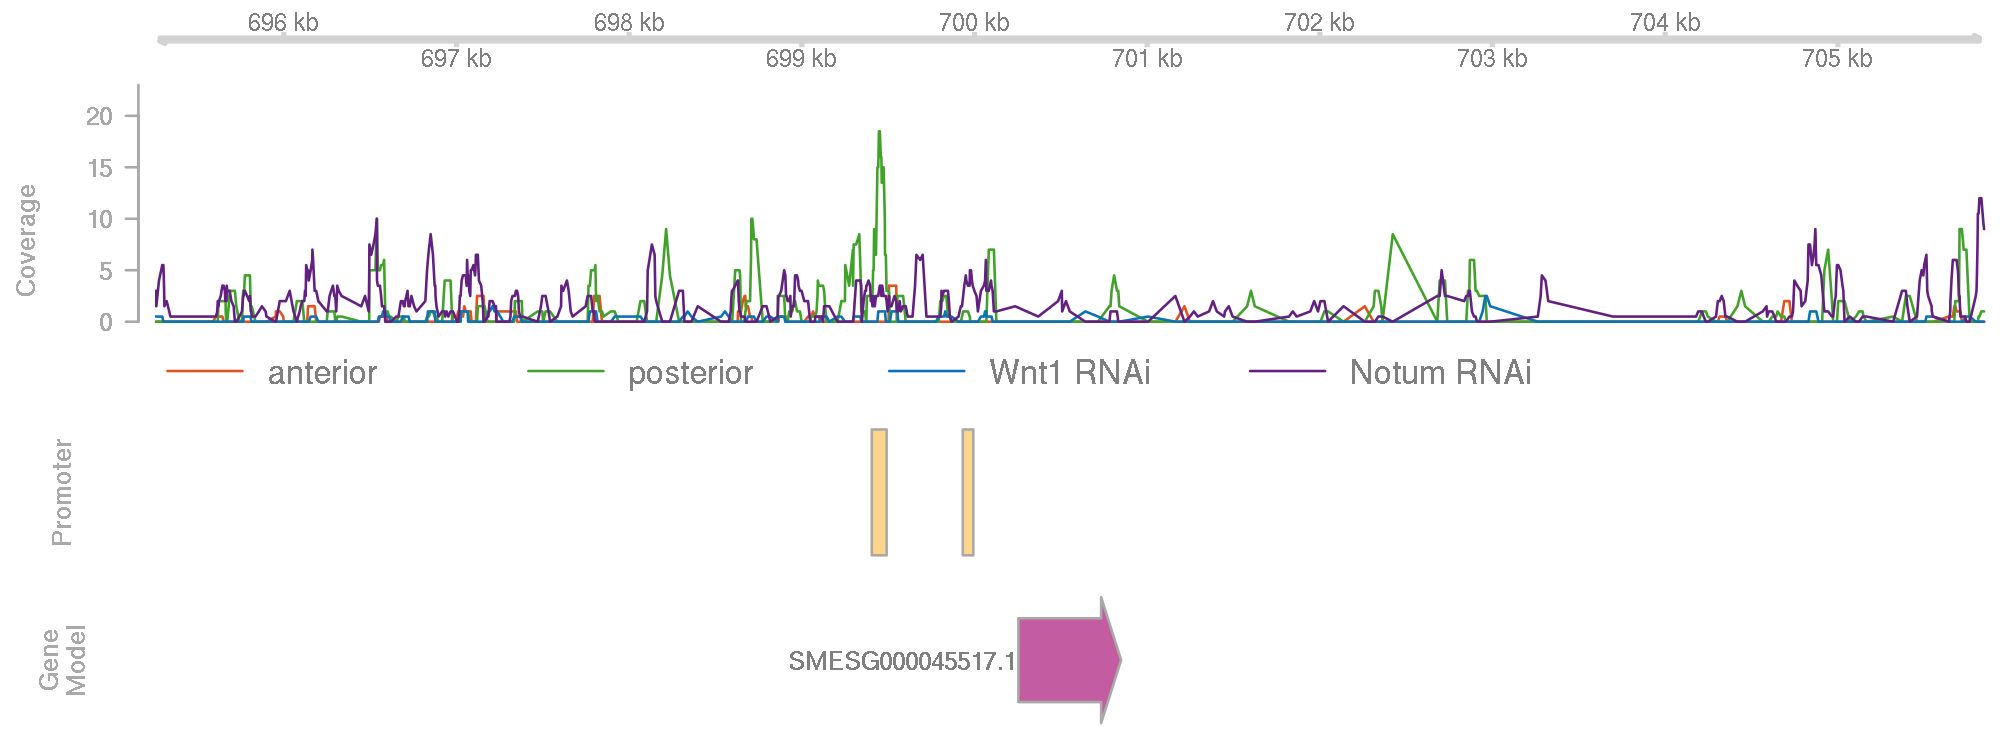 696 kb 698 kb 700 kb 702 kb 704 kb
697 kb 699 kb 701 kb 703 kb 705 kb
Coverage
20
15
10
5
0
anterior posterior Wnt1 RNAi Notum RNAi
Promoter
Gene
Model
SMESG000045517.1